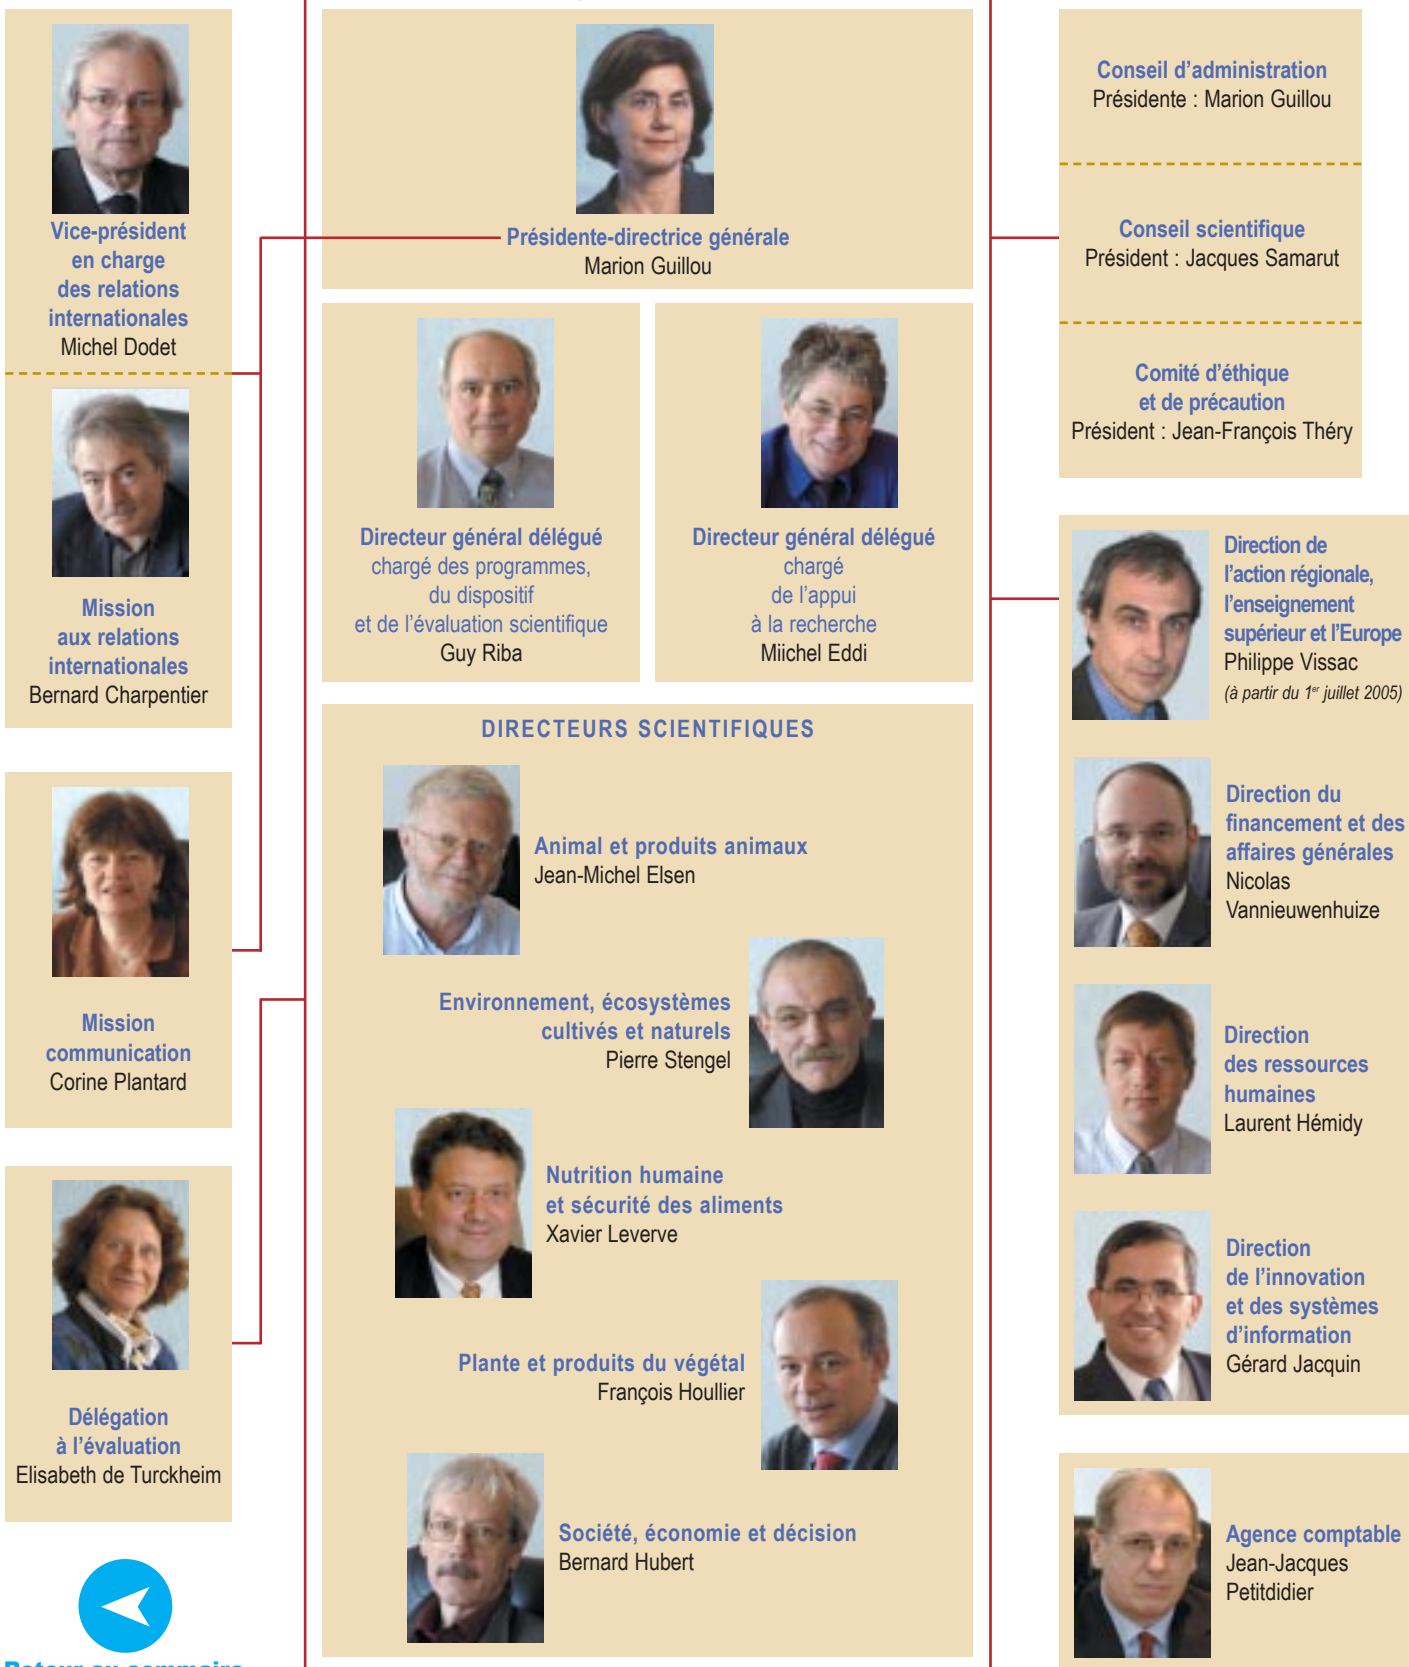 Vice-président
en charge
des relations
internationales
Michel Dodet
Mission
aux relations
internationales
Bernard Charpentier
Mission
communication
Corine Plantard
Délégation
à l'évaluation
Elisabeth de Turckheim
Retour au sommaire
Présidente-directrice générale
Marion Guillou
Directeur général délégué
chargé des programmes,
du dispositif
et de l'évaluation scientifique
Guy Riba
Directeur général délégué
chargé
de l'appui
à la recherche
Miichel Eddi
DIRECTEURS SCIENTIFIQUES
Animal et produits animaux
Jean-Michel Elsen
Environnement, écosystèmes
cultivés et naturels
Pierre Stengel
Nutrition humaine
et sécurité des aliments
Xavier Leverve
Plante et produits du végétal
François Houllier
Société, économie et décision
Bernard Hubert
Conseil d'administration
Présidente : Marion Guillou
Conseil scientifique
Président : Jacques Samarut
Comité d'éthique
et de précaution
Président : Jean-François Théry
Direction de
l'action régionale,
l'enseignement
supérieur et l'Europe
Philippe Vissac
(à partir du 1er juillet 2005)
Direction du
financement et des
affaires générales
Nicolas
Vannieuwenhuize
Direction
des ressources
humaines
Laurent Hémidy
Direction
de l'innovation
et des systèmes
d'information
Gérard Jacquin
Agence comptable
Jean-Jacques
Petitdidier